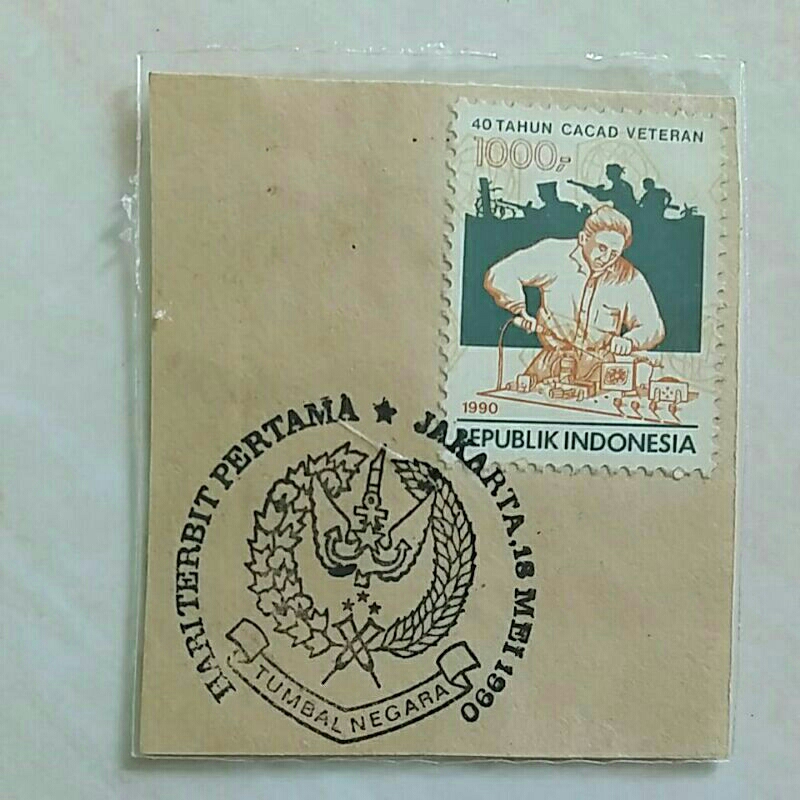 40 TAHUN CACAD VETERAN
1000,-
1990
REPUBLIK INDONESIA
HARI TERBIT PERTAMA ★ JAKARTA, 18 MEI 1990
TUMBAL NEGARA